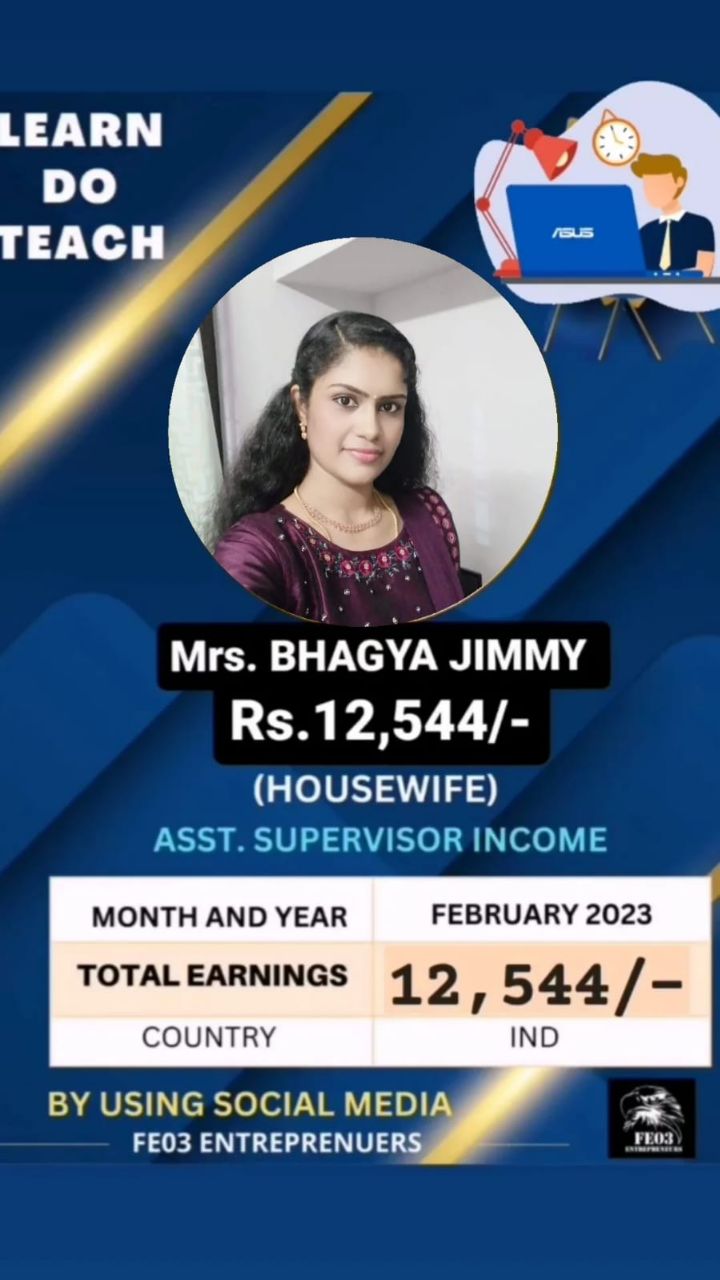 LEARN
DO
TEACH
ASUS
Mrs. BHAGYA JIMMY
Rs.12,544/-
(HOUSEWIFE)
ASST. SUPERVISOR INCOME
MONTH AND YEAR FEBRUARY 2023
TOTAL EARNINGS 12,544/-
COUNTRY IND
BY USING SOCIAL MEDIA
FE03 ENTREPRENUERS
FE03
ENTREPRENEURS